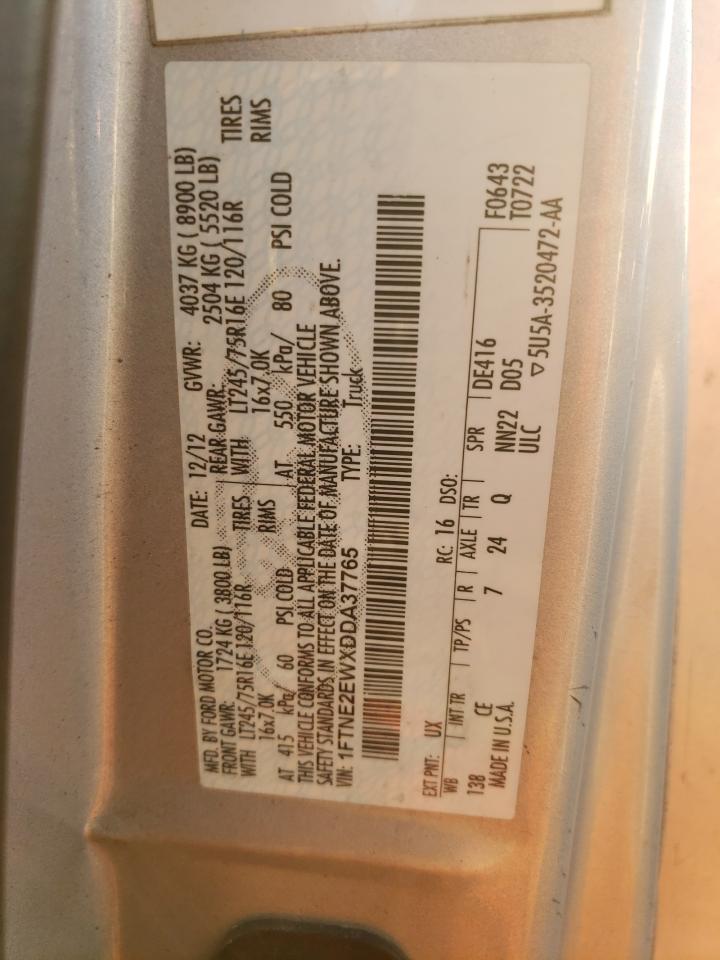 MFD. BY FORD MOTOR CO. DATE: 12/12 GVWR: 4037 KG ( 8900 LB)
FRONT GAWR: 1724 KG ( 3800 LB) REAR GAWR: 2504 KG ( 5520 LB)
WITH LT245/75R16E 120/116R TIRES WITH LT245/75R16E 120/116R TIRES
16x7.0K RIMS 16x7.0K RIMS
AT 415 kPa/ 60 PSI COLD AT 550 kPa/ 80 PSI COLD
THIS VEHICLE CONFORMS TO ALL APPLICABLE FEDERAL MOTOR VEHICLE
SAFETY STANDARDS IN EFFECT ON THE DATE OF MANUFACTURE SHOWN ABOVE.
VIN: 1FTNE2EWXDDA37765 TYPE: Truck
EXT PNT: UX RC: 16 DSO:
WB INT TR TP/PS R AXLE TR SPR F0643
138 CE 7 24 Q NN22 DE416 T0722
MADE IN U.S.A. ULC D05
▽5U5A-3520472-AA